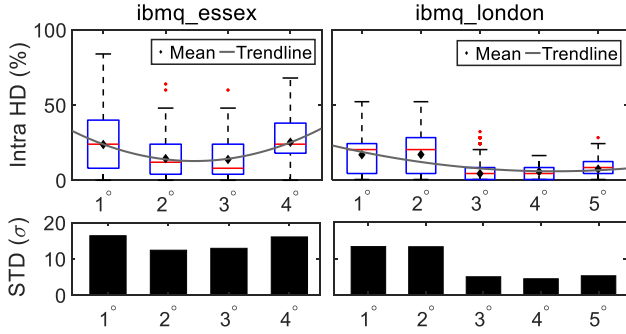 ibmq_essex
ibmq_london
Intra HD (%)
100
50
0
Mean
Trendline
Mean
Trendline
1° 2° 3° 4°
1° 2° 3° 4° 5°
STD (σ)
20
10
0
1° 2° 3° 4°
1° 2° 3° 4° 5°